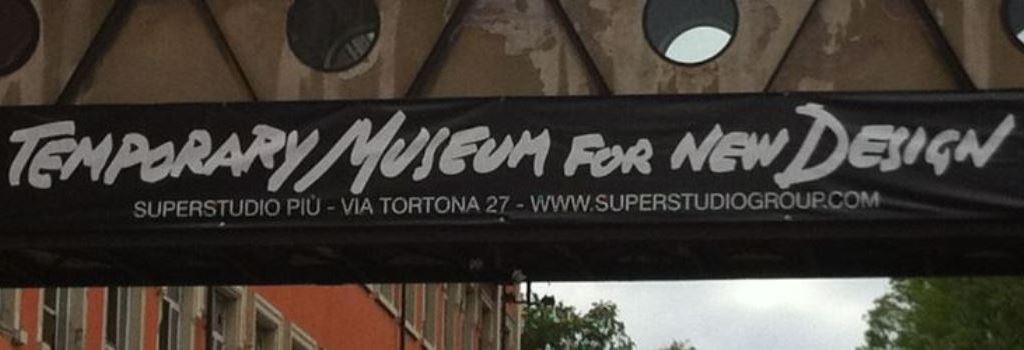 TEMPORARY MUSEUM FOR NEW DESIGN
SUPERSTUDIO PIÙ - VIA TORTONA 27 - WWW.SUPERSTUDIOGROUP.COM